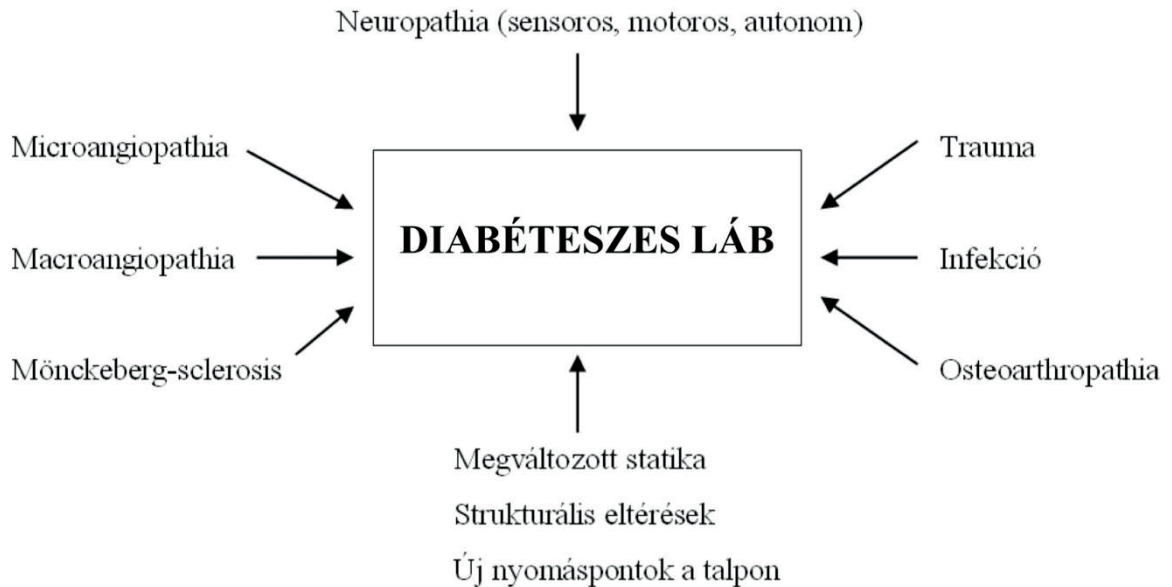 Neuropathia (sensoros, motoros, autonom)
Microangiopathia
Trauma
DIABÉTESZES LÁB
Macroangiopathia
Infekció
Mönckeberg-sclerosis
Osteoarthropathia
Megváltozott statika
Strukturális eltérések
Új nyomáspontok a talpon